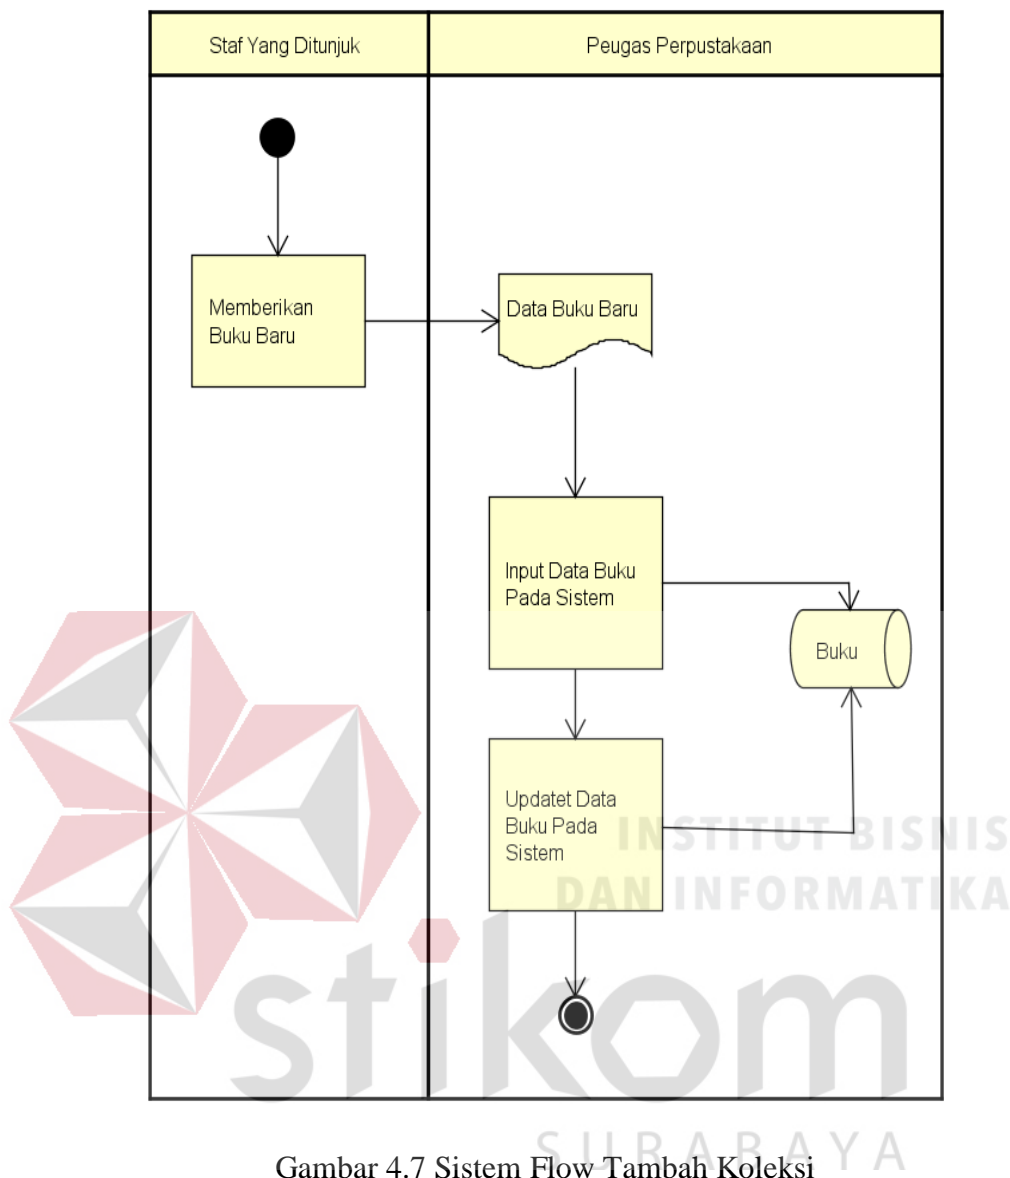 Staf Yang Ditunjuk
Peugas Perpustakaan
Memberikan
Buku Baru
Data Buku Baru
Input Data Buku
Pada Sistem
Buku
Updatet Data
Buku Pada
Sistem
INSTITUT BISNIS
DAN INFORMATIKA
stikom
SURABAYA
Gambar 4.7 Sistem Flow Tambah Koleksi